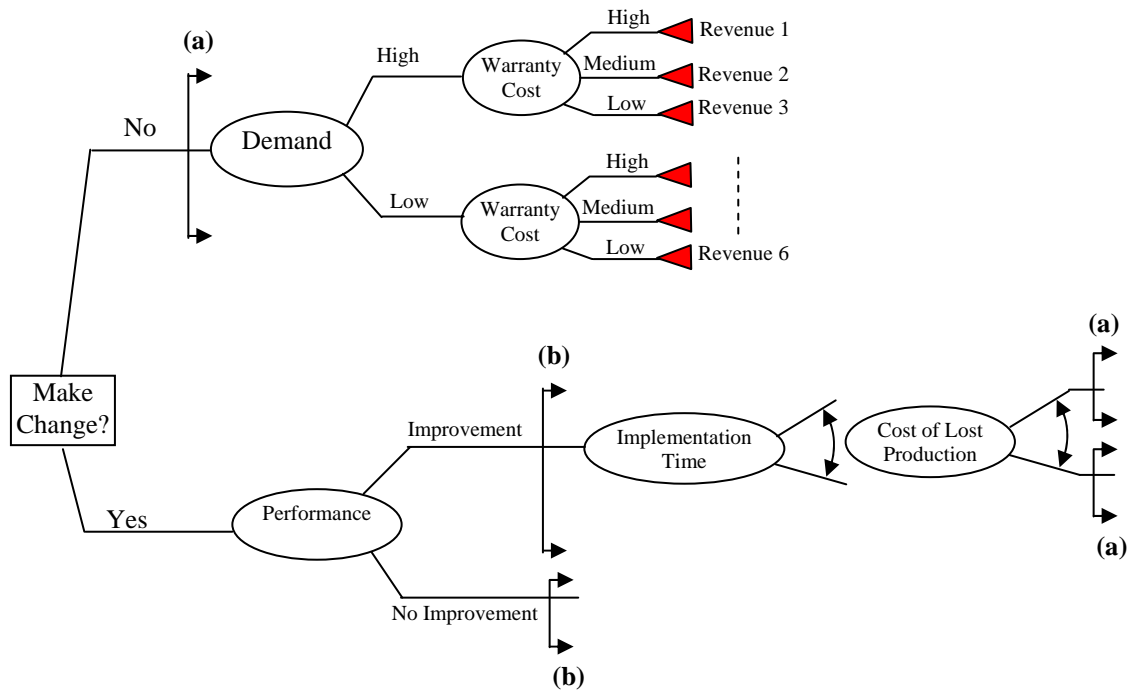 (a)
High
Revenue 1
High
Warranty
Cost
Medium
Revenue 2
Low
Revenue 3
No
Demand
High
Low
Warranty
Cost
Medium
Low
Revenue 6
(a)
(b)
Make
Change?
Improvement
Implementation
Time
Cost of Lost
Production
Yes
Performance
(a)
No Improvement
(b)